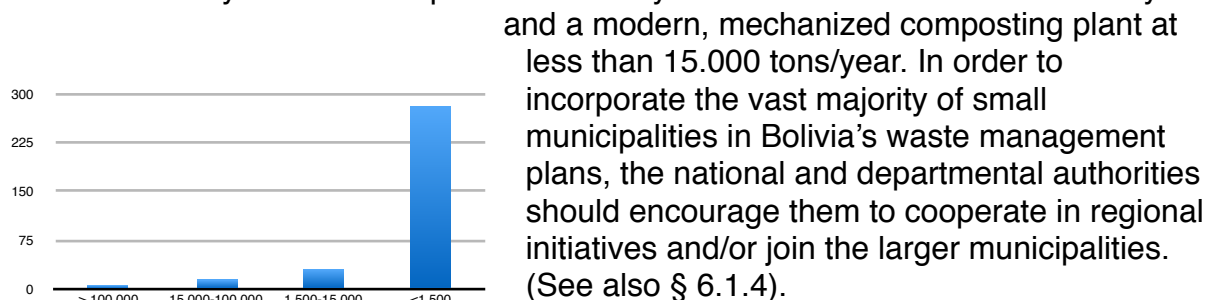 and a modern, mechanized composting plant at
less than 15.000 tons/year. In order to
incorporate the vast majority of small
municipalities in Bolivia’s waste management
plans, the national and departmental authorities
should encourage them to cooperate in regional
initiatives and/or join the larger municipalities.
(See also § 6.1.4).
300
225
150
75
0
> 100.000 15.000-100.000 1.500-15.000 <1.500